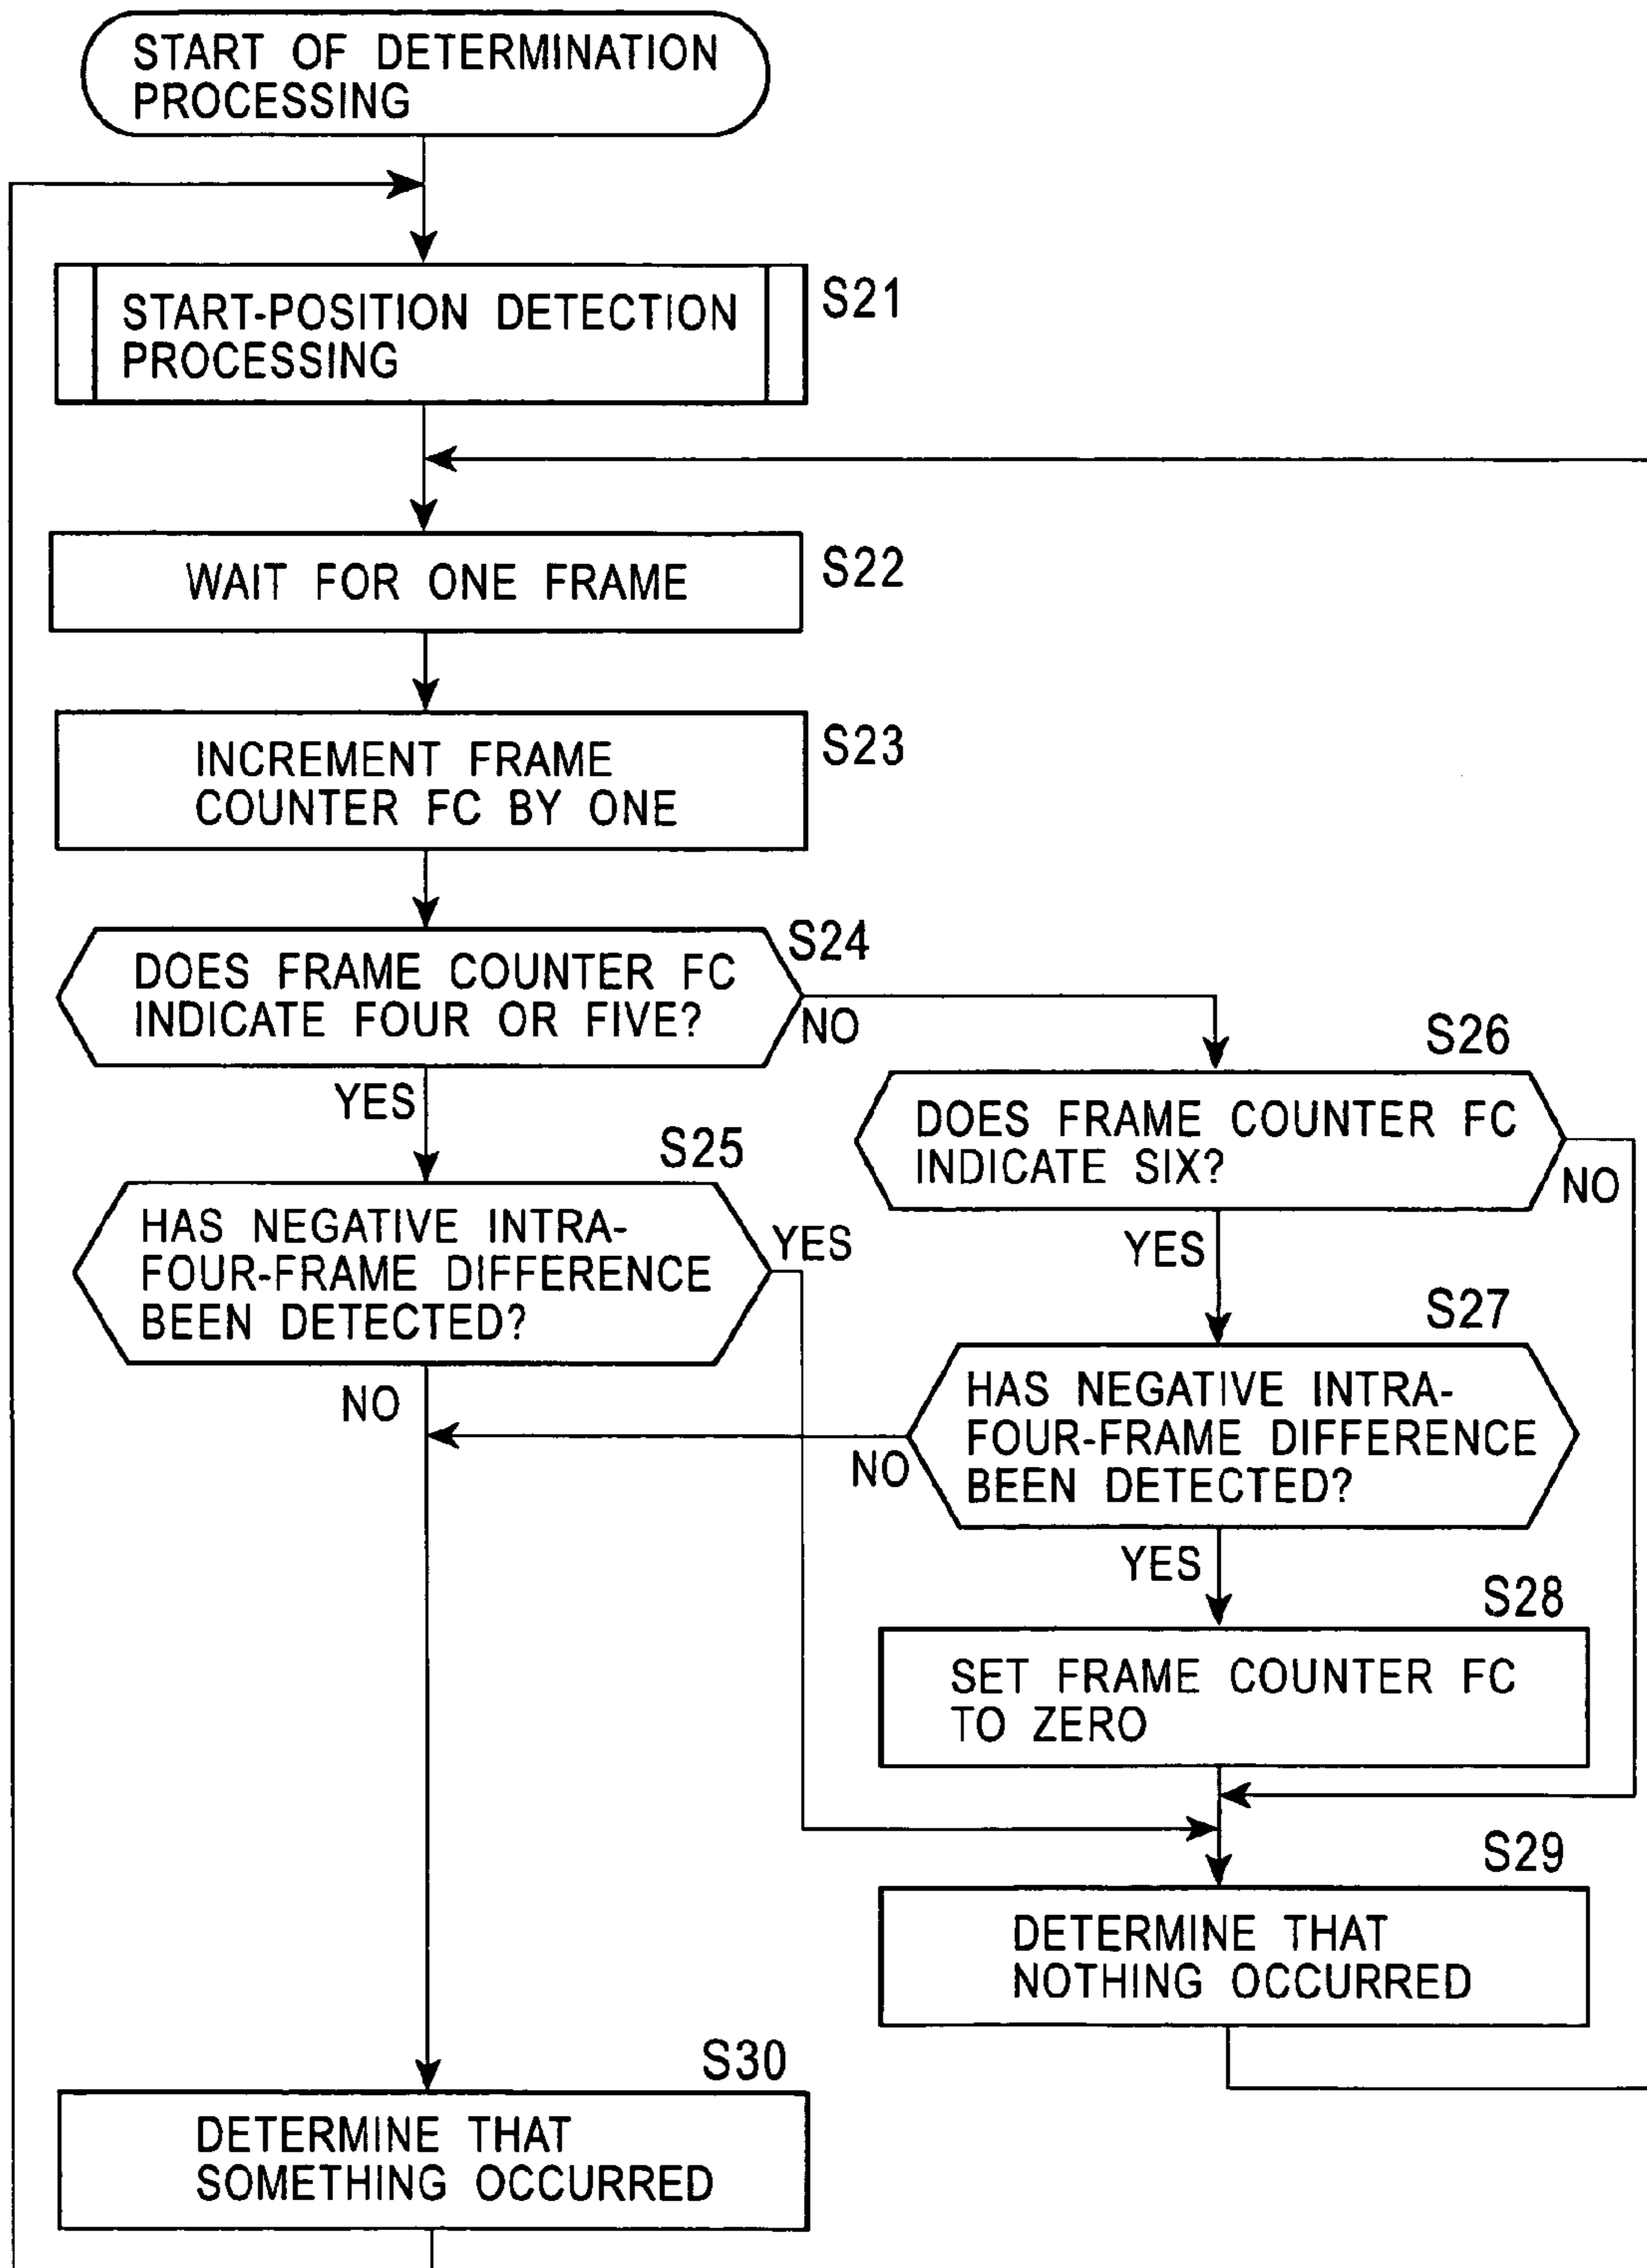 START OF DETERMINATION
PROCESSING
START-POSITION DETECTION
PROCESSING
S21
WAIT FOR ONE FRAME
S22
INCREMENT FRAME
COUNTER FC BY ONE
S23
DOES FRAME COUNTER FC
INDICATE FOUR OR FIVE?
S24
NO
YES
S25
HAS NEGATIVE INTRA-
FOUR-FRAME DIFFERENCE
BEEN DETECTED?
YES
NO
S26
DOES FRAME COUNTER FC
INDICATE SIX?
NO
YES
S27
HAS NEGATIVE INTRA-
FOUR-FRAME DIFFERENCE
BEEN DETECTED?
NO
YES
S28
SET FRAME COUNTER FC
TO ZERO
S29
DETERMINE THAT
NOTHING OCCURRED
S30
DETERMINE THAT
SOMETHING OCCURRED